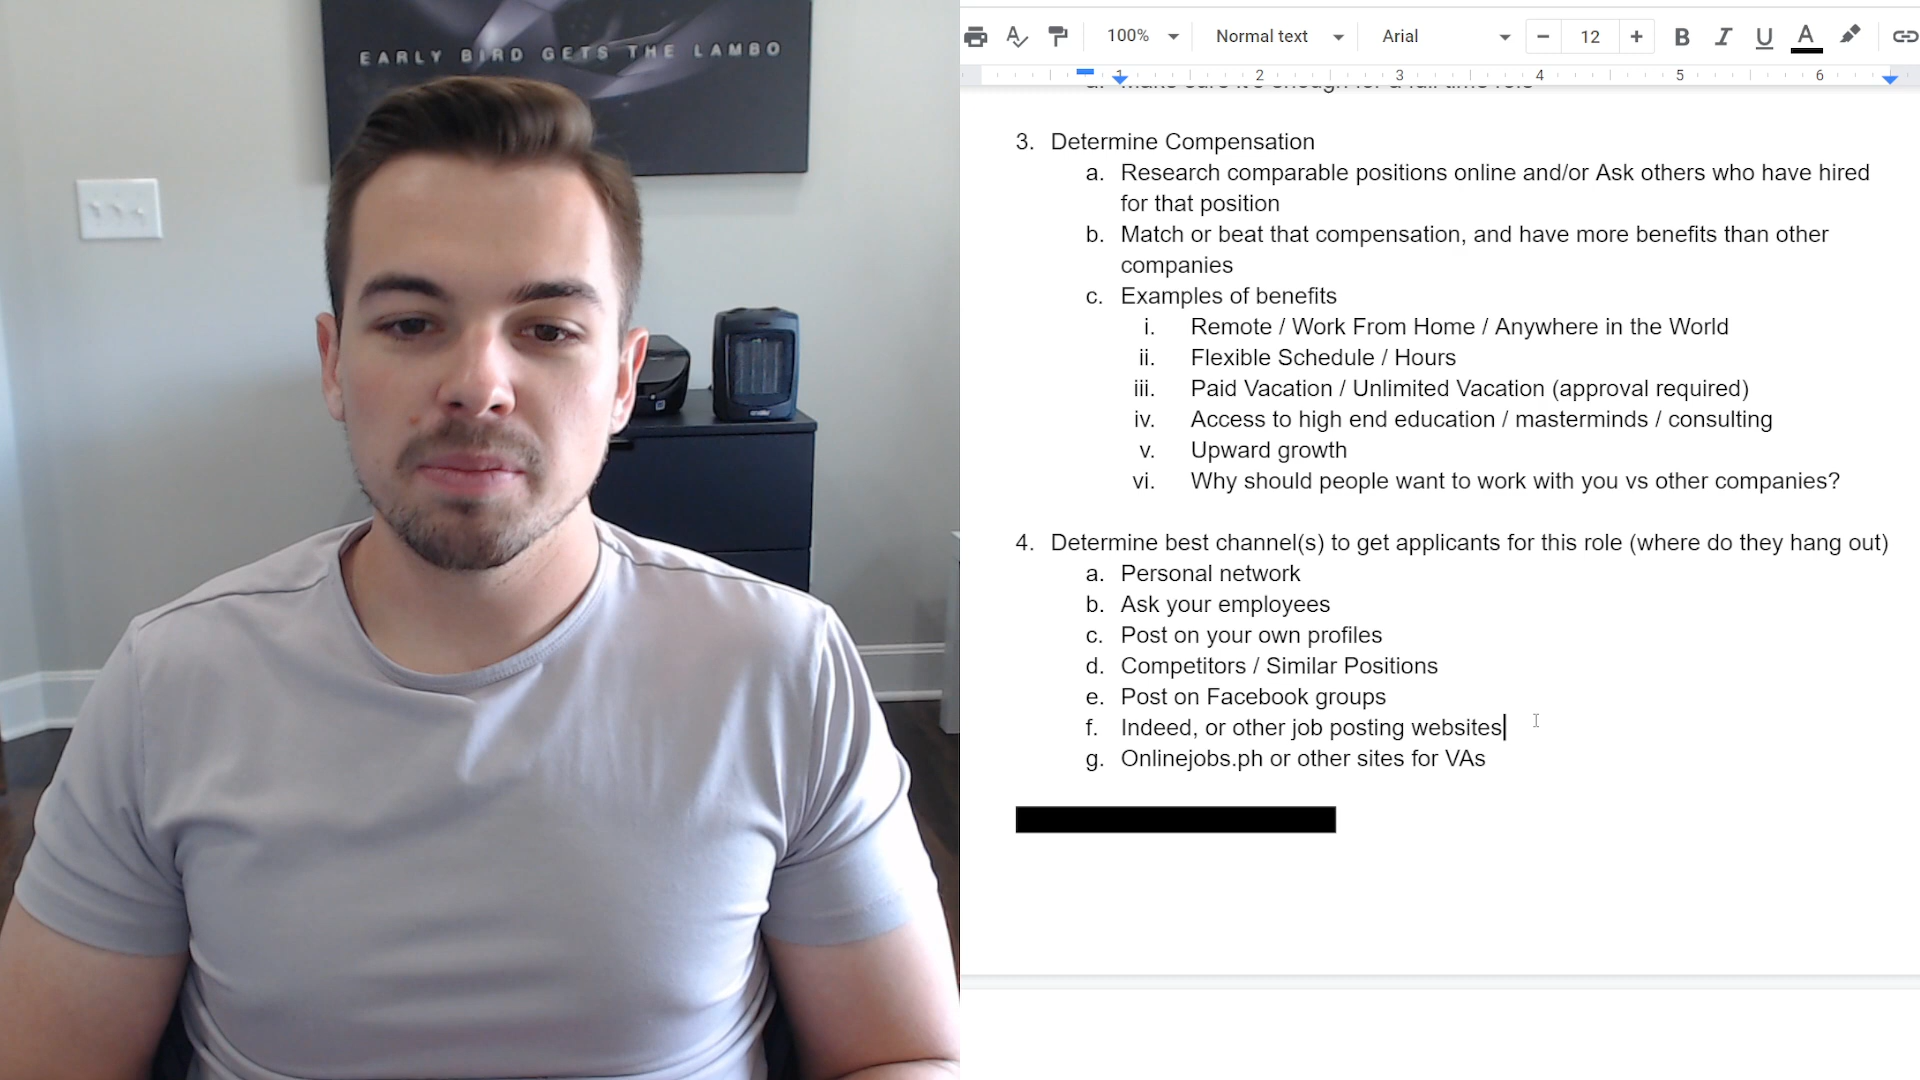 EARLY BIRD GETS THE LAMBO
100% Normal text Arial 12 B I U A
1 2 3 4 5 6
3. Determine Compensation
a. Research comparable positions online and/or Ask others who have hired
for that position
b. Match or beat that compensation, and have more benefits than other
companies
c. Examples of benefits
i. Remote / Work From Home / Anywhere in the World
ii. Flexible Schedule / Hours
iii. Paid Vacation / Unlimited Vacation (approval required)
iv. Access to high end education / masterminds / consulting
v. Upward growth
vi. Why should people want to work with you vs other companies?
4. Determine best channel(s) to get applicants for this role (where do they hang out)
a. Personal network
b. Ask your employees
c. Post on your own profiles
d. Competitors / Similar Positions
e. Post on Facebook groups
f. Indeed, or other job posting websites
g. Onlinejobs.ph or other sites for VAs